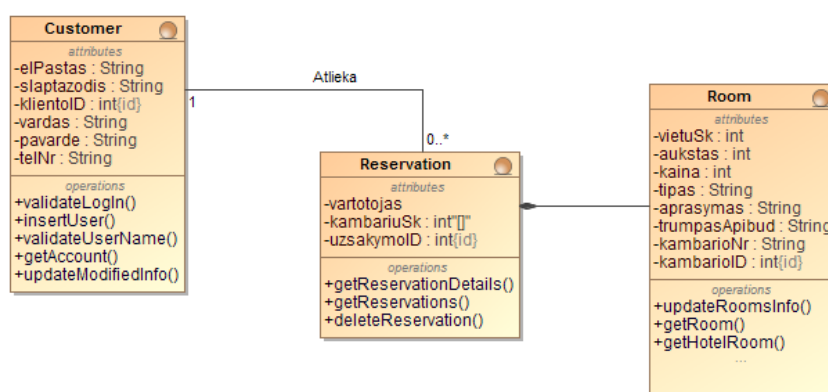 Customer
attributes
-elPastas : String
-slaptazodis : String
-klientoID : int{id}
-vardas : String
-pavarde : String
-telNr : String
operations
+validateLogIn()
+insertUser()
+validateUserName()
+getAccount()
+updateModifiedInfo()
Atlieka
1
0..*
Reservation
attributes
-vartotojas
-kambariuSk : int"[]"
-uzsakymoID : int{id}
operations
+getReservationDetails()
+getReservations()
+deleteReservation()
Room
attributes
-vietuSk : int
-aukstas : int
-kaina : int
-tipas : String
-aprasymas : String
-trumpasApibud : String
-kambarioNr : String
-kambarioID : int{id}
operations
+updateRoomsInfo()
+getRoom()
+getHotelRoom()
...